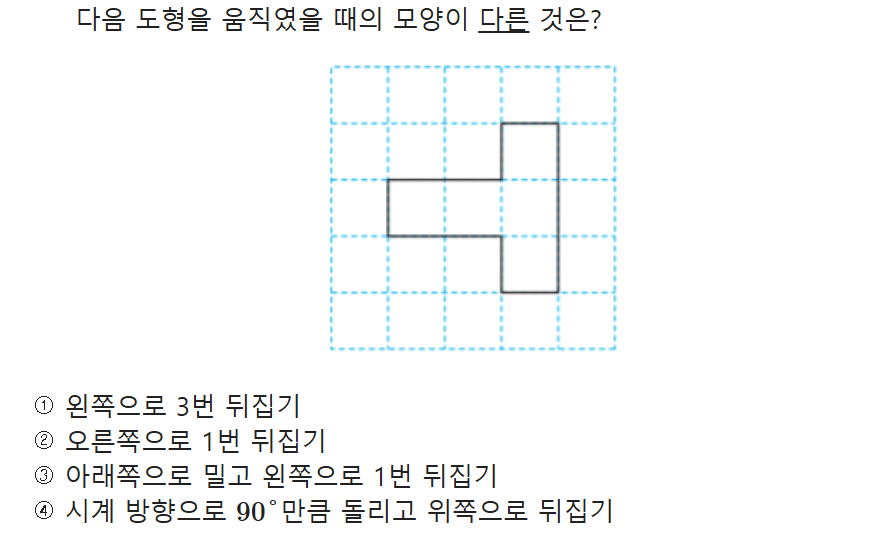 다음 도형을 움직였을 때의 모양이 다른 것은?
① 왼쪽으로 3번 뒤집기
② 오른쪽으로 1번 뒤집기
③ 아래쪽으로 밀고 왼쪽으로 1번 뒤집기
④ 시계 방향으로 90°만큼 돌리고 위쪽으로 뒤집기